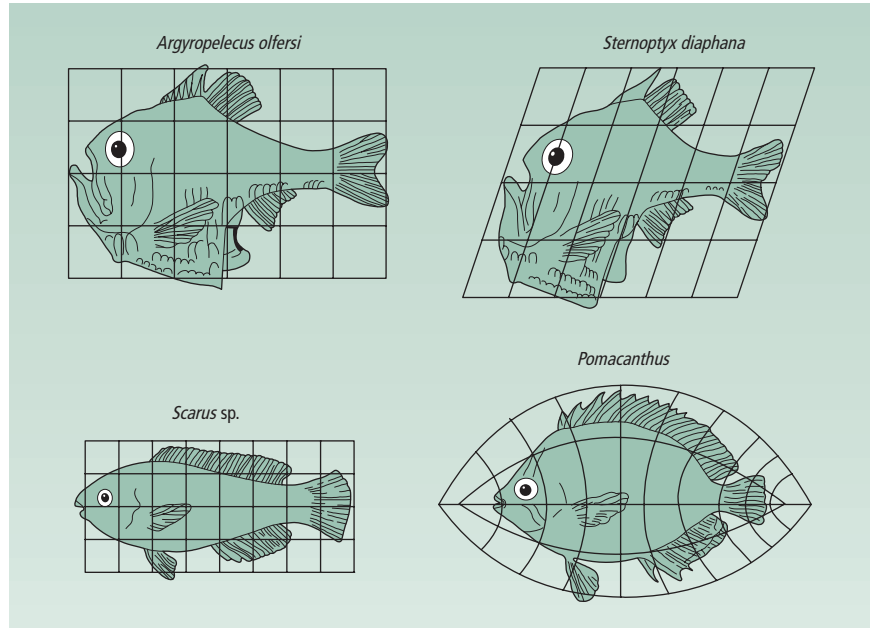 Argyropelecus olfersi
Sternoptyx diaphana
Scarus sp.
Pomacanthus